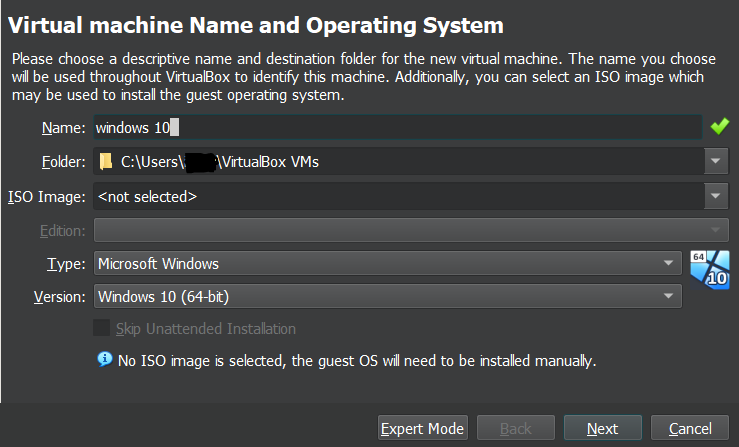 Virtual machine Name and Operating System
Please choose a descriptive name and destination folder for the new virtual machine. The name you choose
will be used throughout VirtualBox to identify this machine. Additionally, you can select an ISO image which
may be used to install the guest operating system.
Name: windows 10
Folder: C:\Users\ \VirtualBox VMs
ISO Image: <not selected>
Edition:
Type: Microsoft Windows
64
10
Version: Windows 10 (64-bit)
Skip Unattended Installation
No ISO image is selected, the guest OS will need to be installed manually.
Expert Mode Back Next Cancel